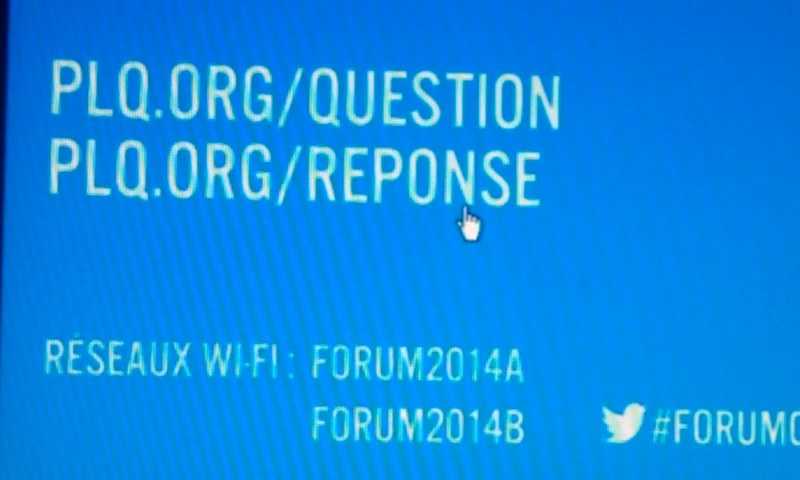 PLQ.ORG/QUESTION
PLQ.ORG/REPONSE
RÉSEAUX WI-FI : FORUM2014A
FORUM2014B